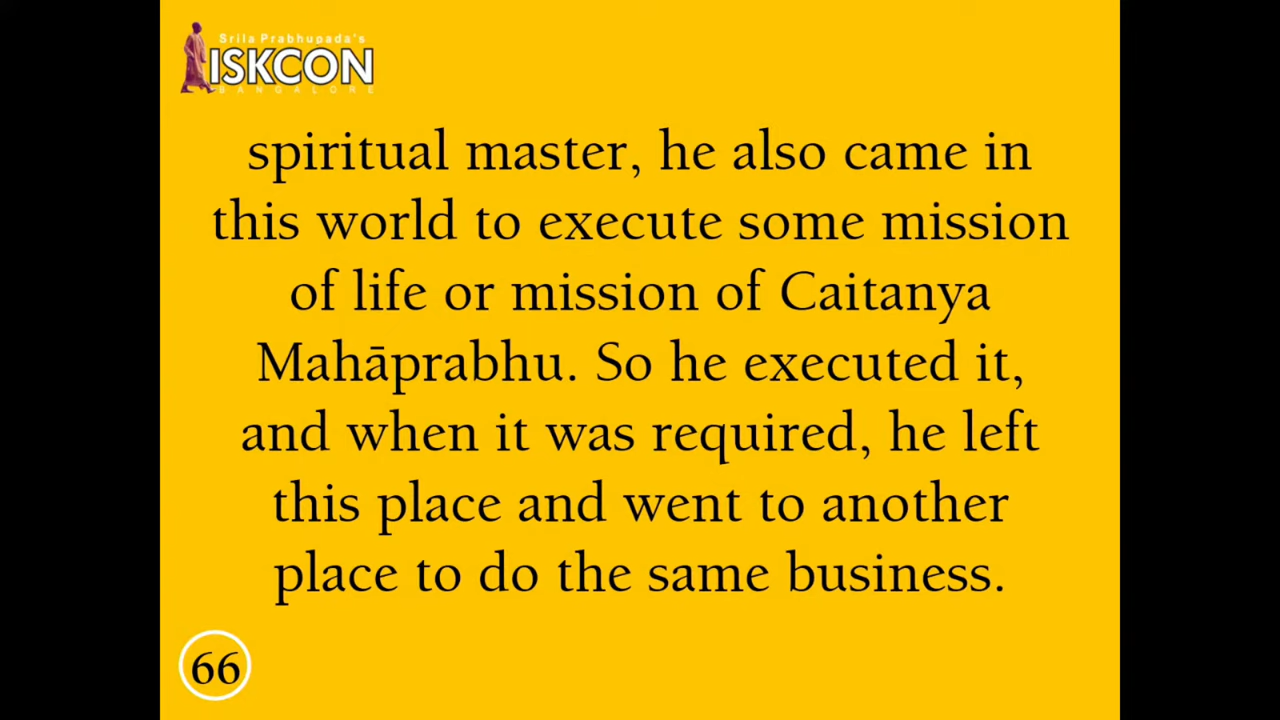 Srila Prabhupada's
ISKCON
BANGALORE
spiritual master, he also came in
this world to execute some mission
of life or mission of Caitanya
Mahāprabhu. So he executed it,
and when it was required, he left
this place and went to another
place to do the same business.
66